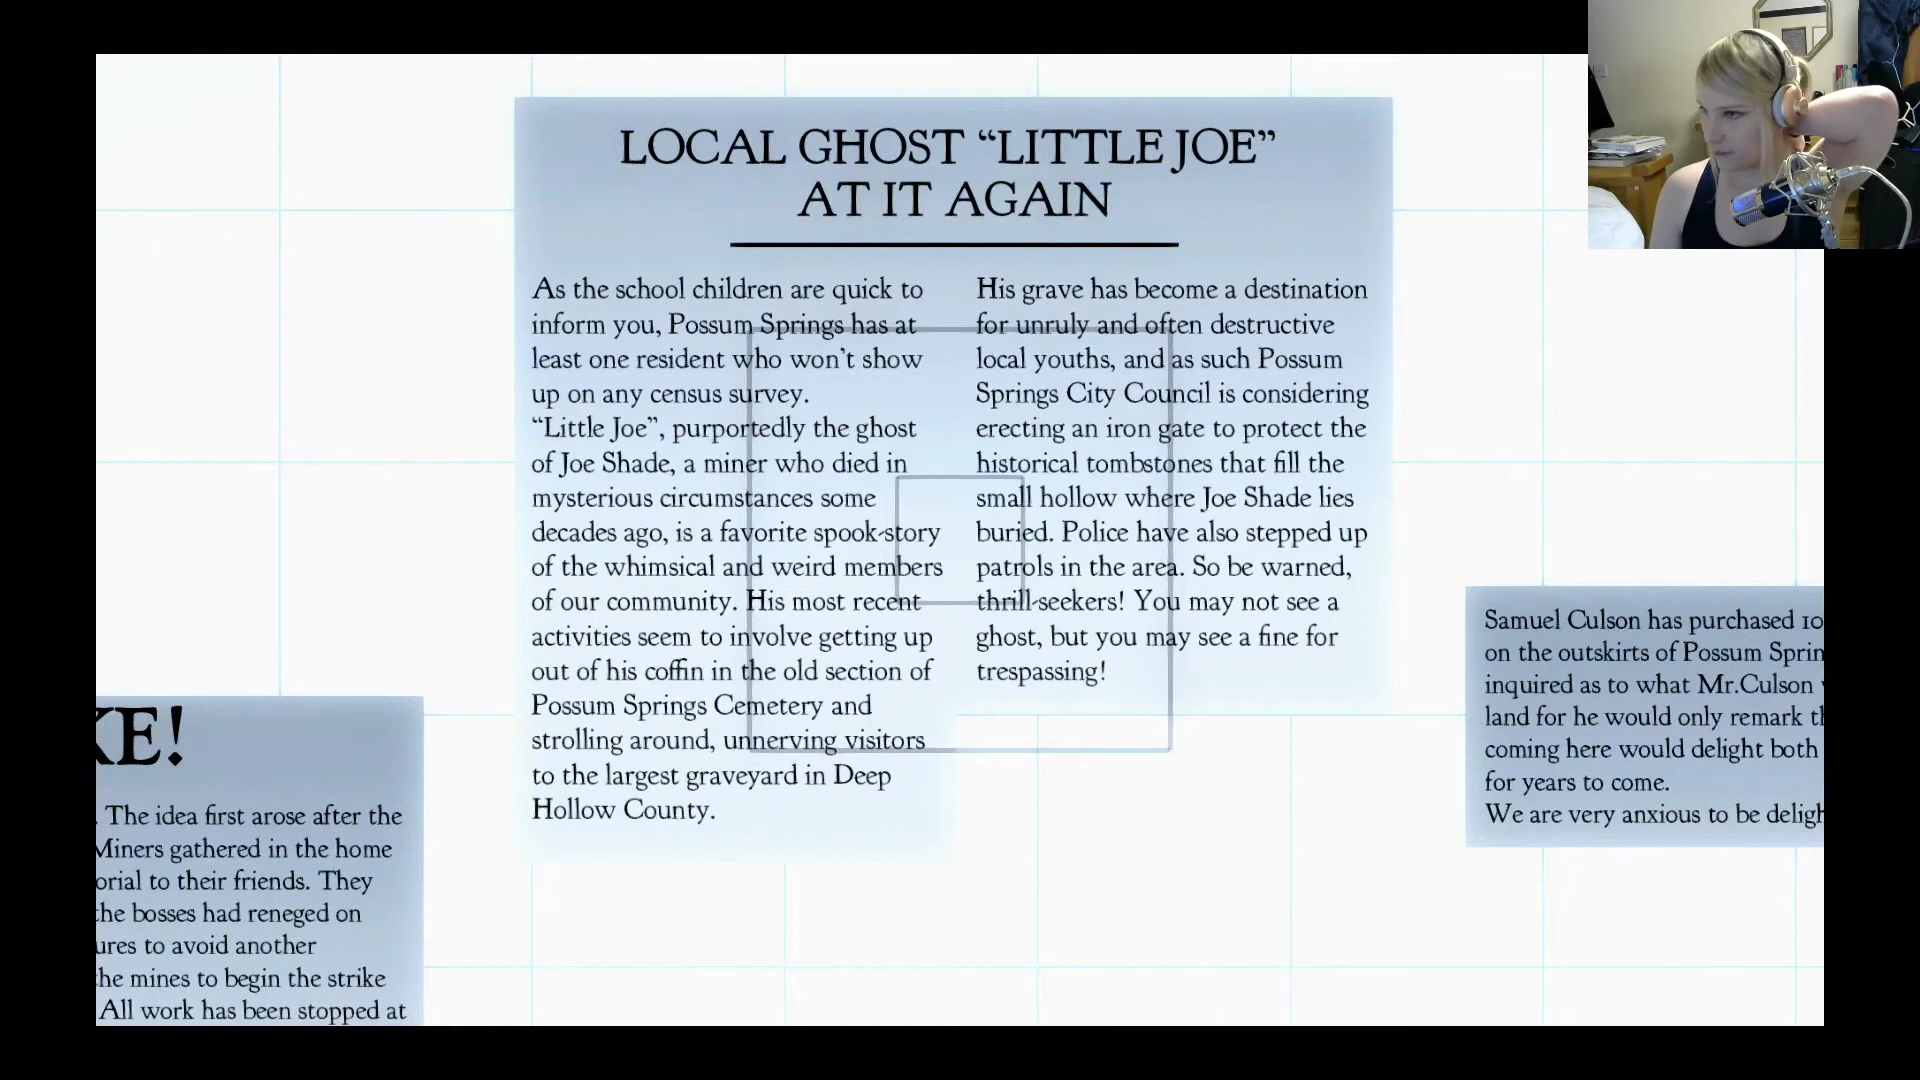 LOCAL GHOST “LITTLE JOE”
AT IT AGAIN
As the school children are quick to
inform you, Possum Springs has at
least one resident who won't show
up on any census survey.
“Little Joe”, purportedly the ghost
of Joe Shade, a miner who died in
mysterious circumstances some
decades ago, is a favorite spook-story
of the whimsical and weird members
of our community. His most recent
activities seem to involve getting up
out of his coffin in the old section of
Possum Springs Cemetery and
strolling around, unnerving visitors
to the largest graveyard in Deep
Hollow County.
His grave has become a destination
for unruly and often destructive
local youths, and as such Possum
Springs City Council is considering
erecting an iron gate to protect the
historical tombstones that fill the
small hollow where Joe Shade lies
buried. Police have also stepped up
patrols in the area. So be warned,
thrill-seekers! You may not see a
ghost, but you may see a fine for
trespassing!
KE!
. The idea first arose after the
Miners gathered in the home
orial to their friends. They
the bosses had reneged on
ures to avoid another
the mines to begin the strike
All work has been stopped at
Samuel Culson has purchased 10
on the outskirts of Possum Sprin
inquired as to what Mr.Culson
land for he would only remark th
coming here would delight both
for years to come.
We are very anxious to be deligh